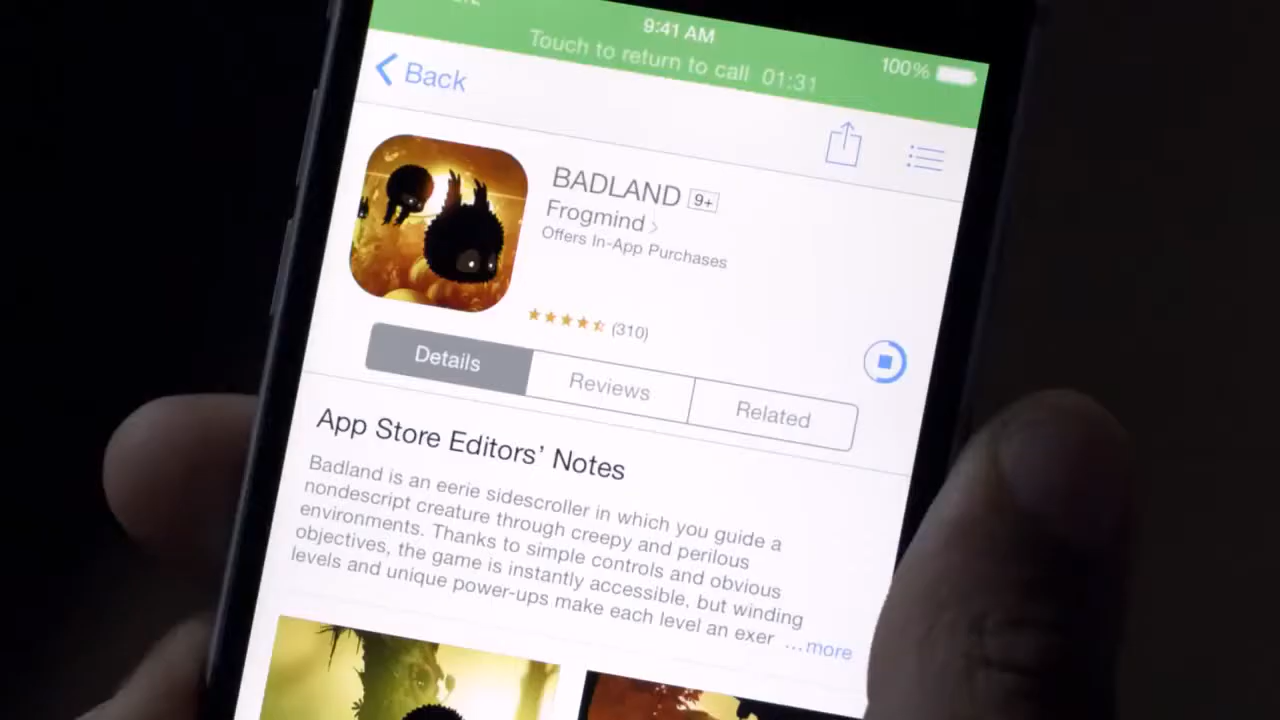 9:41 AM
100%
Touch to return to call 01:31
Back
BADLAND 9+
Frogmind
Offers In-App Purchases
(310)
Details
Reviews
Related
App Store Editors' Notes
Badland is an eerie sidescroller in which you guide a
nondescript creature through creepy and perilous
environments. Thanks to simple controls and obvious
objectives, the game is instantly accessible, but winding
levels and unique power-ups make each level an exer ...more